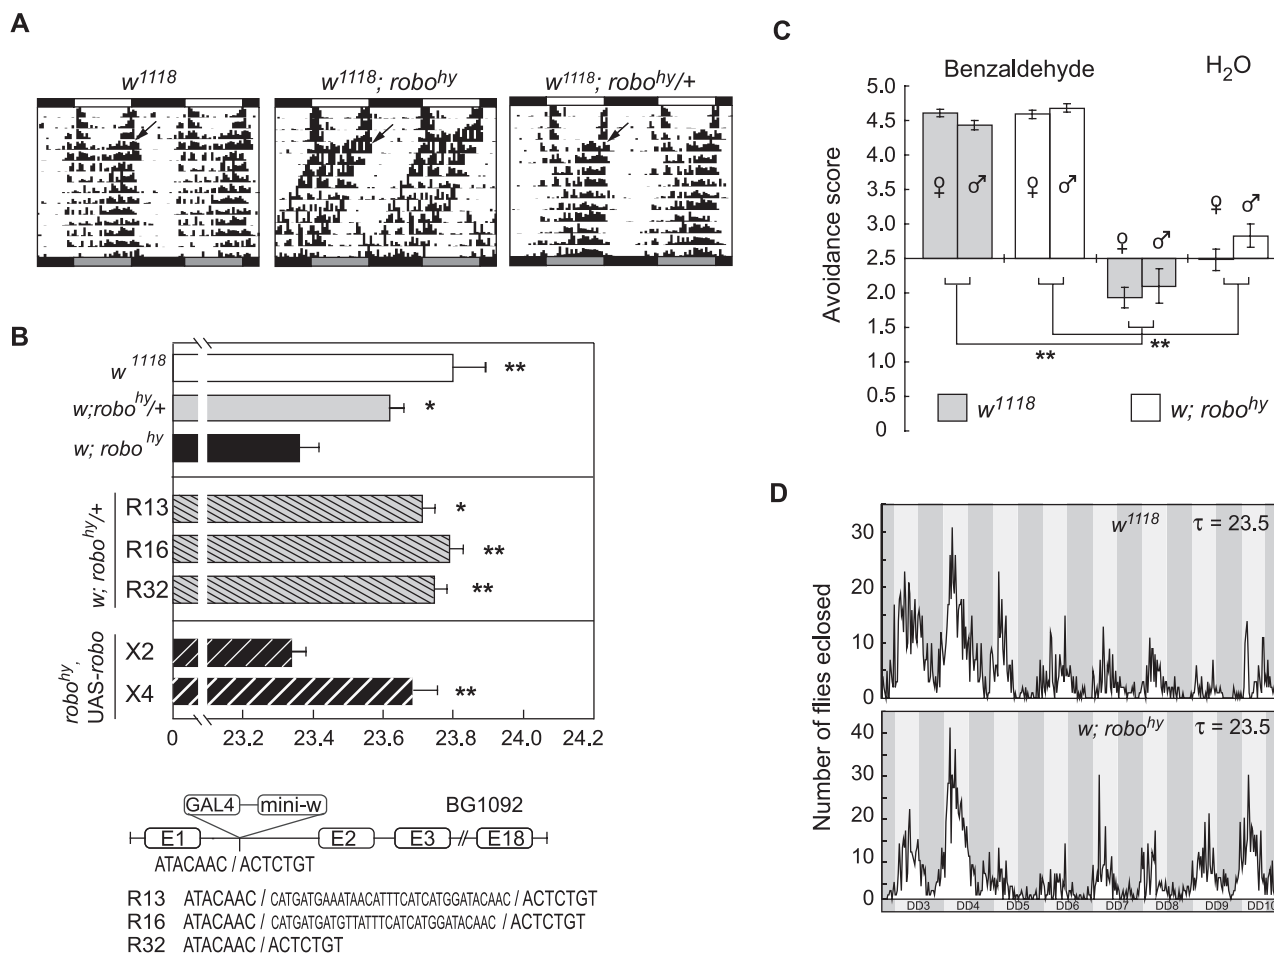 A
w1118
w1118; robohy
w1118; robohy/+
B
w 1118
**
w;robohy/+
*
w; robo hy
w; robo hy/+
R13
*
R16
**
R32
**
robohy,
UAS-robo
X2
X4
**
0 23.2 23.4 23.6 23.8 24.0 24.2
GAL4 mini-w BG1092
E1 E2 E3 // E18
ATACAAC / ACTCTGT
R13 ATACAAC / CATGATGAAATAACATTTCATCATGGATACAAC / ACTCTGT
R16 ATACAAC / CATGATGATGTTATTTCATCATGGATACAAC / ACTCTGT
R32 ATACAAC / ACTCTGT
C
Benzaldehyde H2O
Avoidance score
5.0
4.5
4.0
3.5
3.0
2.5
2.0
1.5
1.0
0.5
0
♀ ♂ ♀ ♂ ♀ ♂ ♀ ♂
** **
w1118 w; robohy
D
Number of flies eclosed
30
20
10
0
w1118 τ = 23.5
40
30
20
10
0
w; robohy τ = 23.5
DD3 DD4 DD5 DD6 DD7 DD8 DD9 DD10